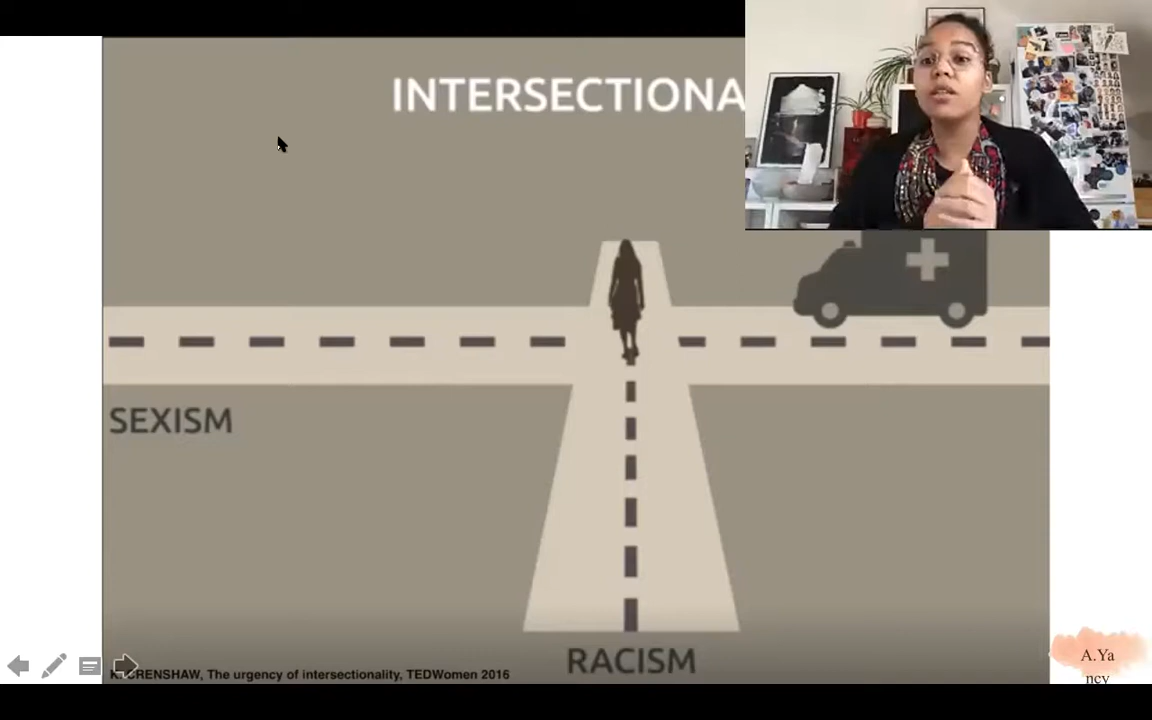 INTERSECTIONA
SEXISM
RACISM
K. CRENSHAW, The urgency of intersectionality, TEDWomen 2016
A.Ya
ncy